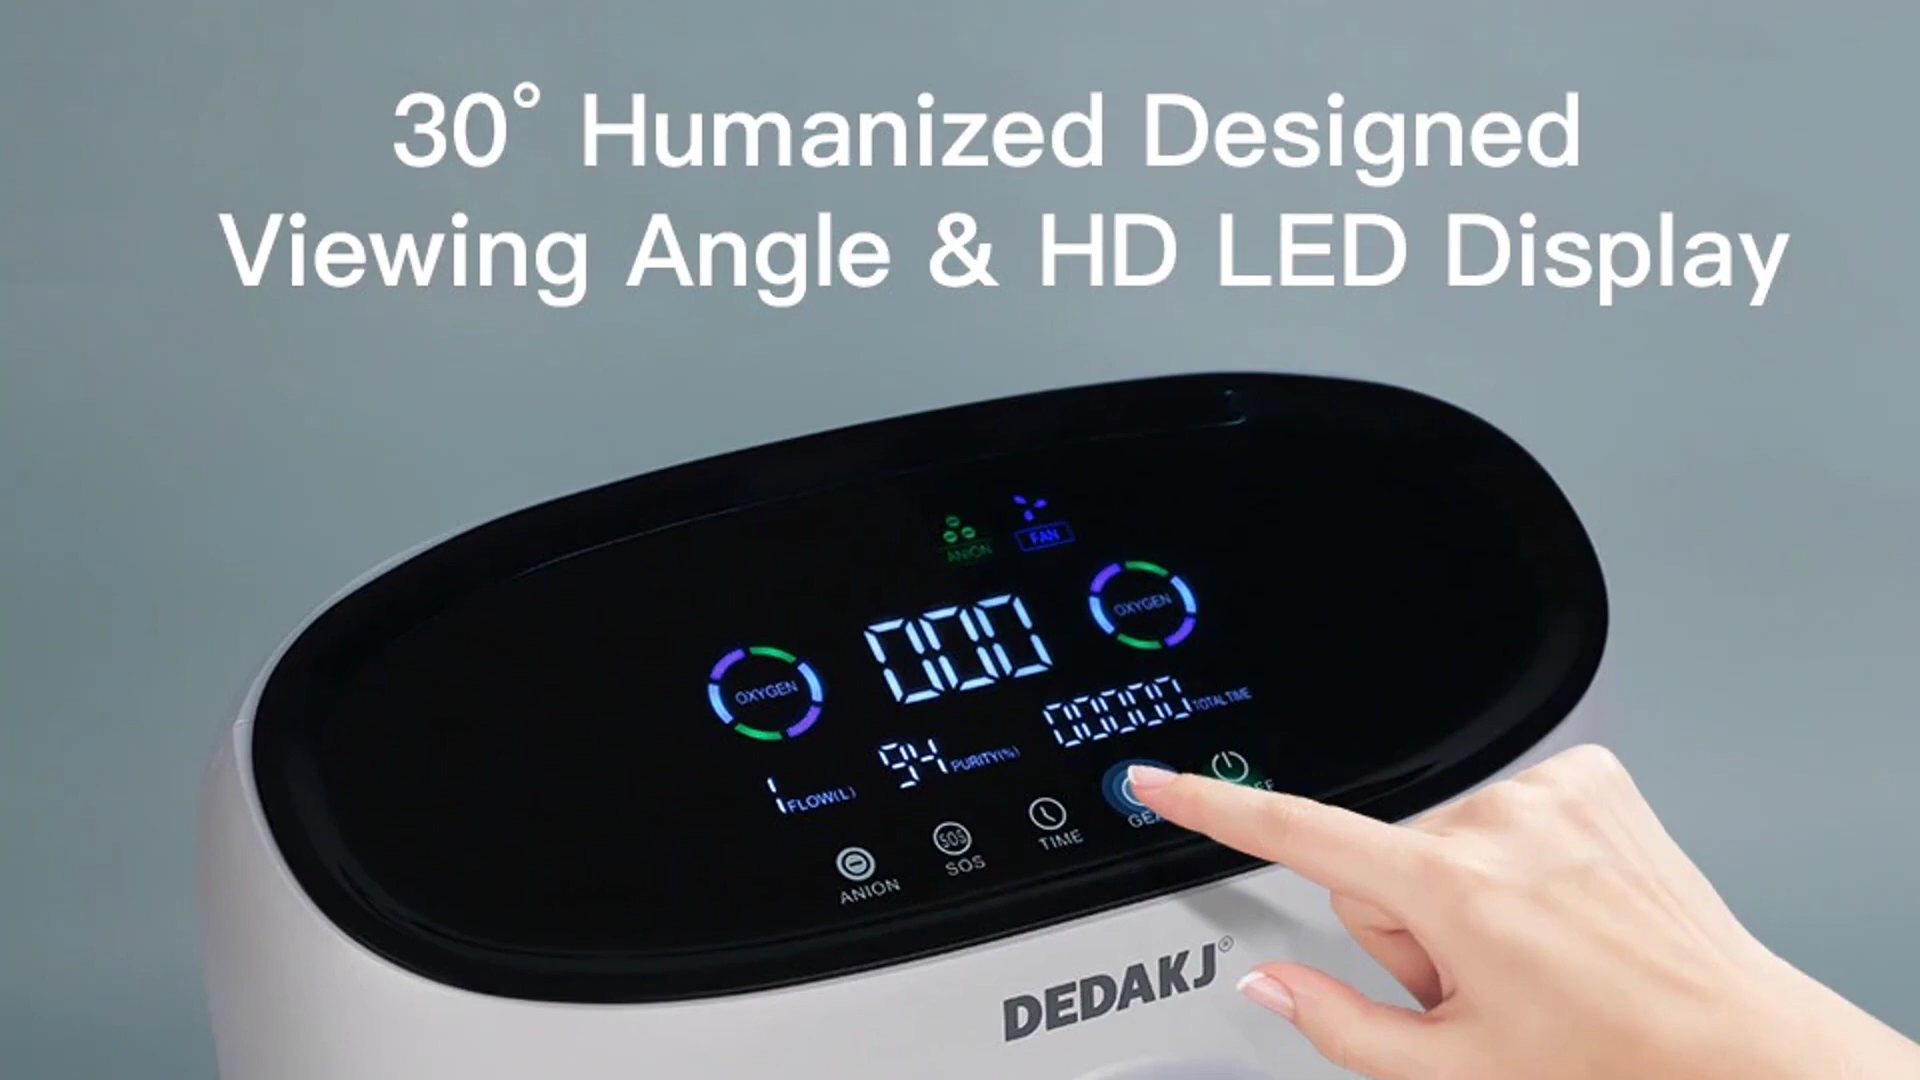 30° Humanized Designed
Viewing Angle & HD LED Display
ANION
FAN
OXYGEN
000
OXYGEN
1 FLOW(L)
94 PURITY(%)
00000 TOTAL TIME
ANION
SOS
SOS
TIME
DEDAKJ®